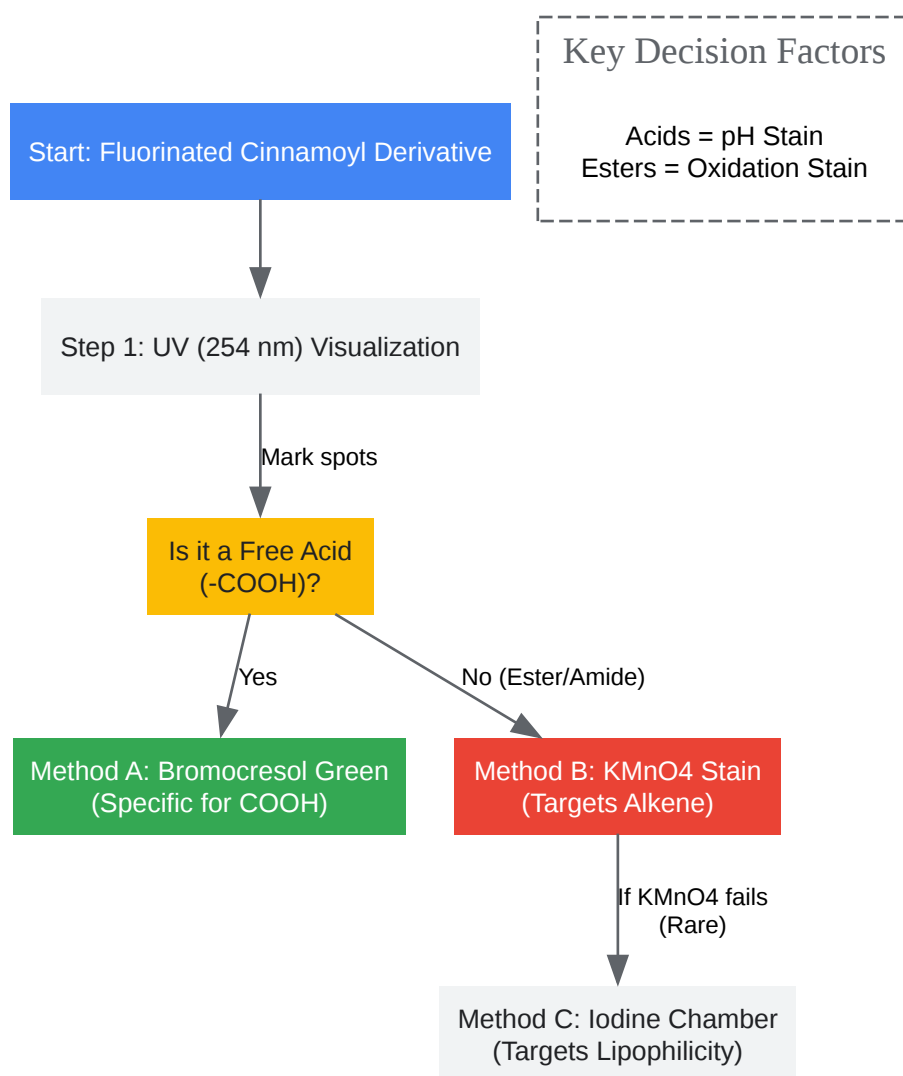 Key Decision Factors
Acids = pH Stain
Esters = Oxidation Stain
Start: Fluorinated Cinnamoyl Derivative
Step 1: UV (254 nm) Visualization
Mark spots
Is it a Free Acid
(-COOH)?
Yes
No (Ester/Amide)
Method A: Bromocresol Green
(Specific for COOH)
Method B: KMnO4 Stain
(Targets Alkene)
If KMnO4 fails
(Rare)
Method C: Iodine Chamber
(Targets Lipophilicity)